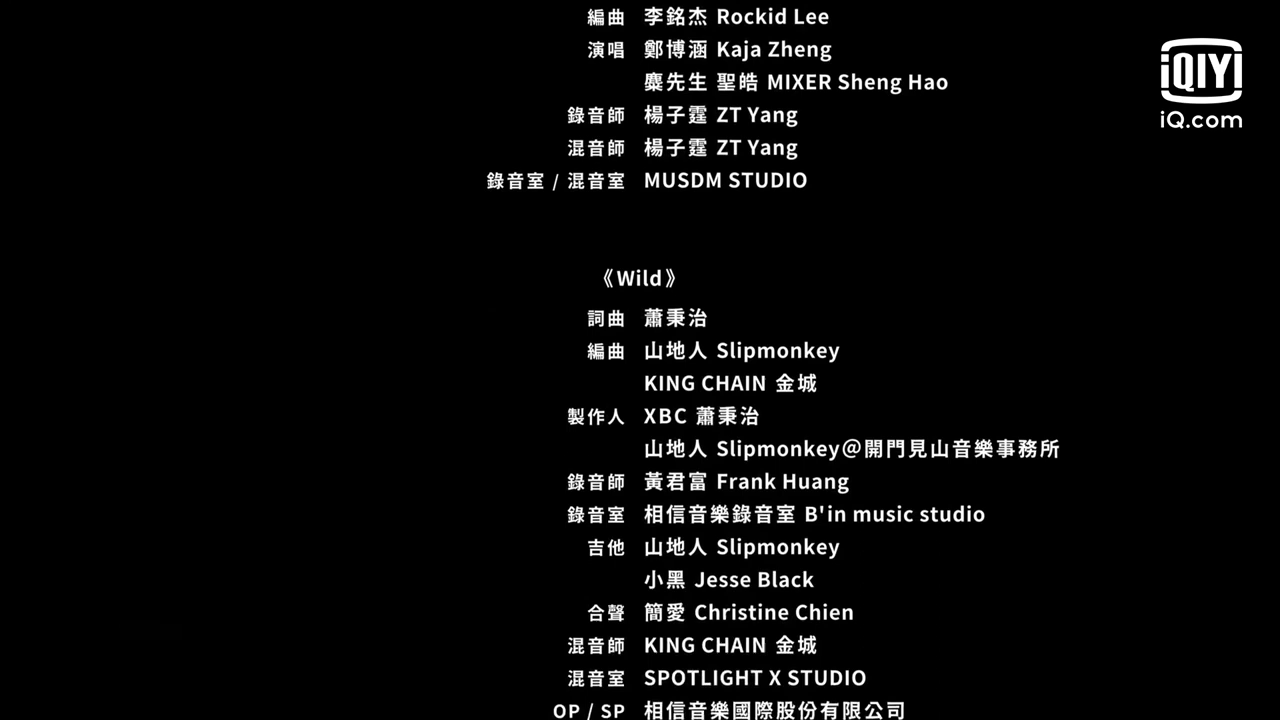 編曲 李銘杰 Rockid Lee
演唱 鄭博涵 Kaja Zheng
麋先生 聖皓 MIXER Sheng Hao
錄音師 楊子霆 ZT Yang
混音師 楊子霆 ZT Yang
錄音室 / 混音室 MUSDM STUDIO
iQIYI
iQ.com
《Wild》
詞曲 蕭秉治
編曲 山地人 Slipmonkey
KING CHAIN 金城
製作人 XBC 蕭秉治
山地人 Slipmonkey@開門見山音樂事務所
錄音師 黃君富 Frank Huang
錄音室 相信音樂錄音室 B'in music studio
吉他 山地人 Slipmonkey
小黑 Jesse Black
合聲 簡愛 Christine Chien
混音師 KING CHAIN 金城
混音室 SPOTLIGHT X STUDIO
OP / SP 相信音樂國際股份有限公司